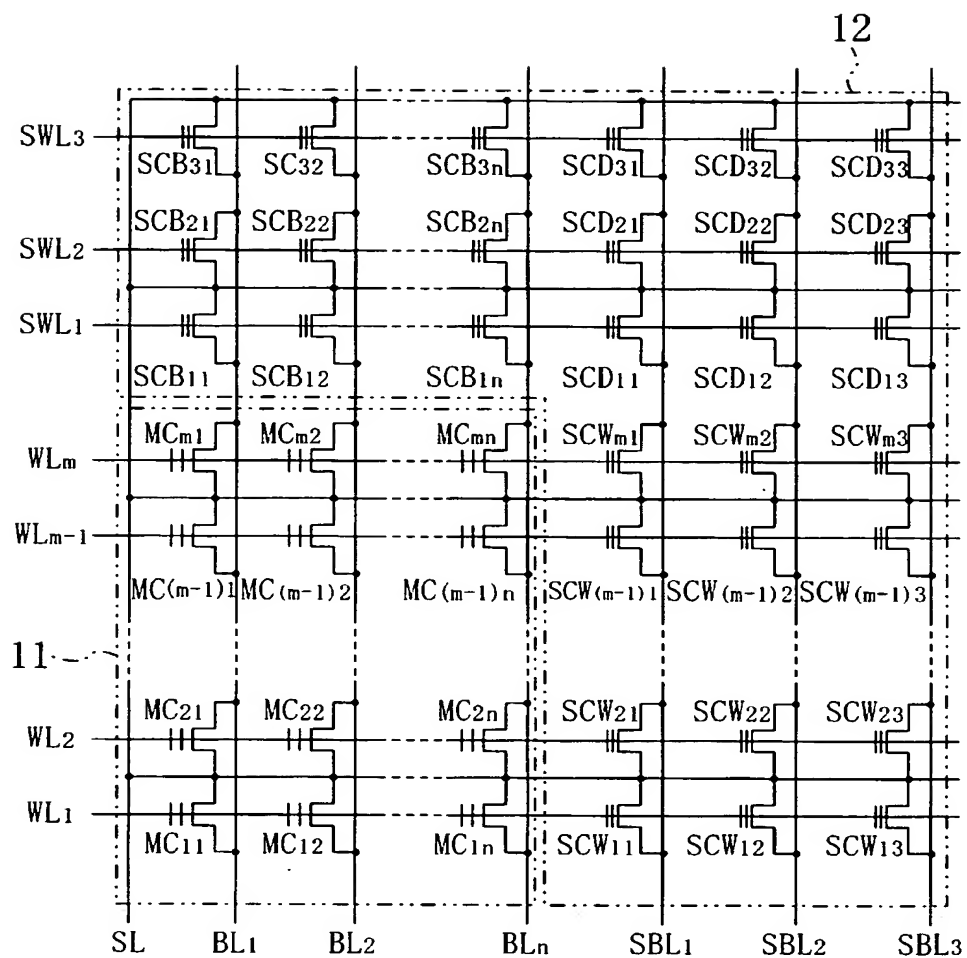 12
SWL3
SCB31 SC32 SCB3n SCD31 SCD32 SCD33
SCB21 SCB22 SCB2n SCD21 SCD22 SCD23
SWL2
SWL1
SCB11 SCB12 SCB1n SCD11 SCD12 SCD13
MCm1 MCm2 MCmn SCWm1 SCWm2 SCWm3
WLm
WLm-1
MC(m-1)1 MC(m-1)2 MC(m-1)n SCW(m-1)1 SCW(m-1)2 SCW(m-1)3
11
MC21 MC22 MC2n SCW21 SCW22 SCW23
WL2
WL1
MC11 MC12 MC1n SCW11 SCW12 SCW13
SL BL1 BL2 BLn SBL1 SBL2 SBL3